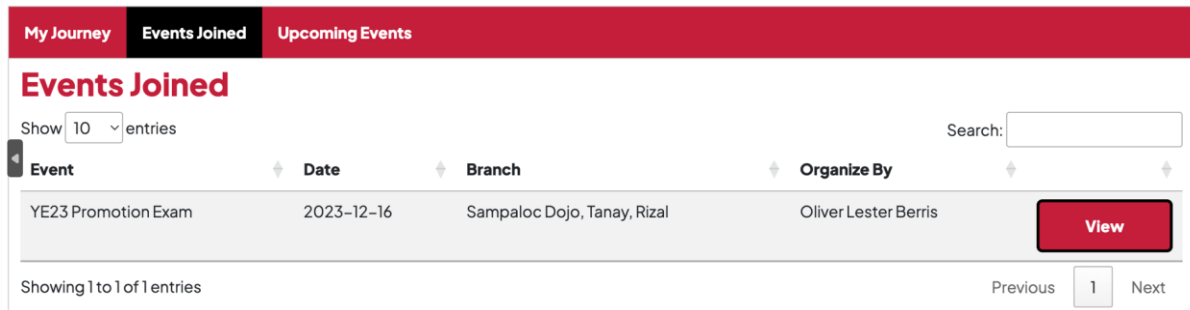 My Journey Events Joined Upcoming Events
Events Joined
Show 10 entries Search:
Event Date Branch Organize By
YE23 Promotion Exam 2023-12-16 Sampaloc Dojo, Tanay, Rizal Oliver Lester Berris View
Showing 1 to 1 of 1 entries Previous 1 Next